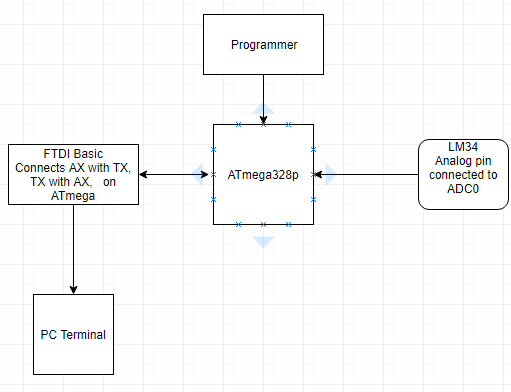 Programmer
FTDI Basic
Connects AX with TX,
TX with AX,   on
ATmega
ATmega328p
LM34
Analog pin
connected to
ADC0
PC Terminal